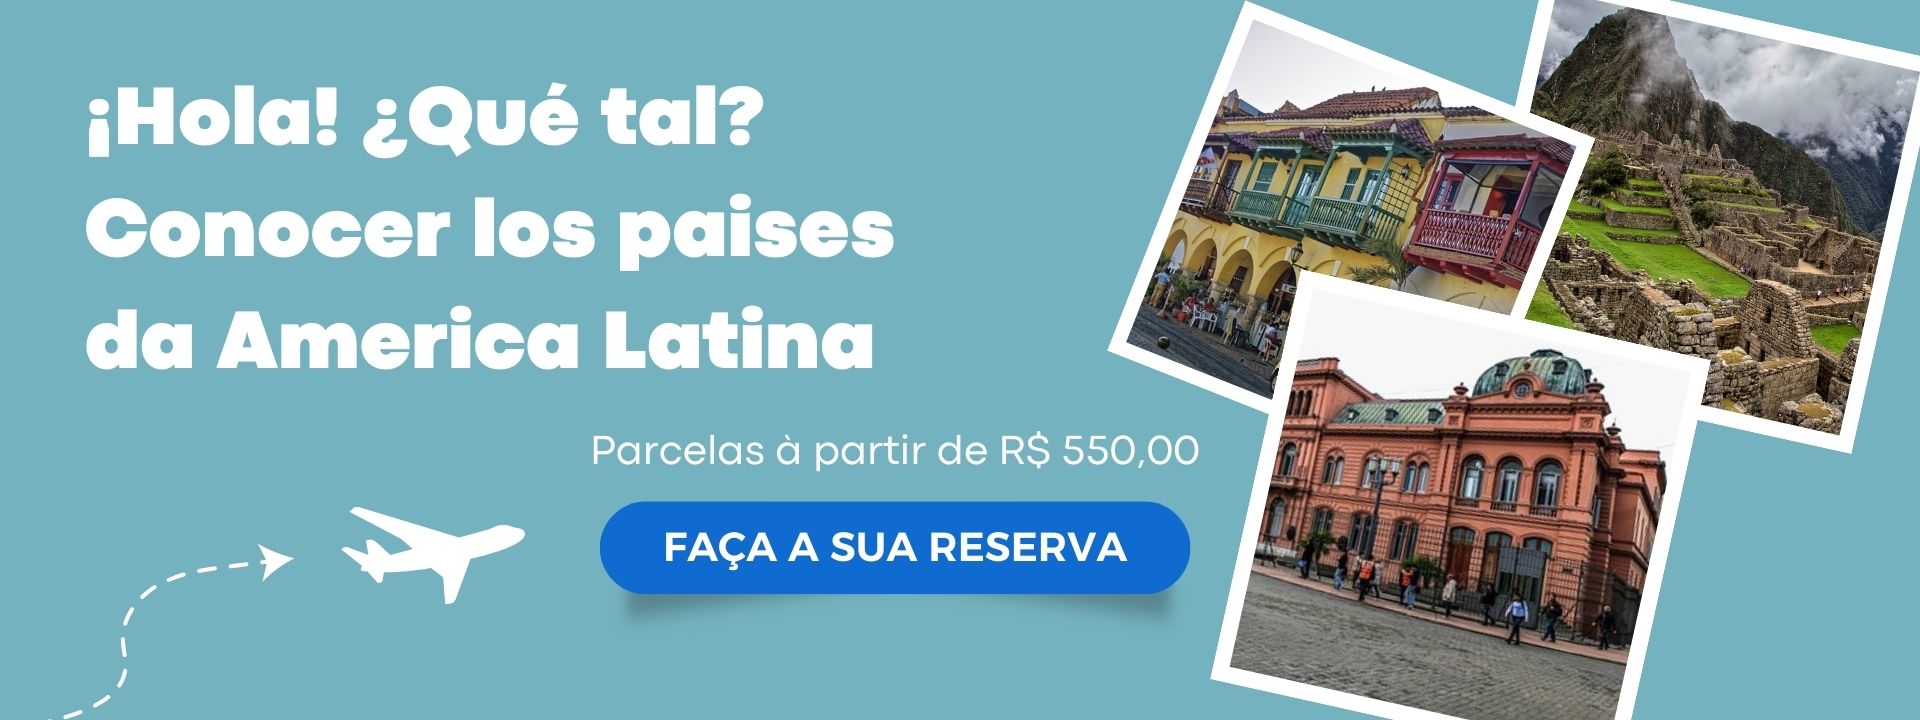 ¡Hola! ¿Qué tal?
Conocer los paises
da America Latina
Parcelas à partir de R$ 550,00
FAÇA A SUA RESERVA